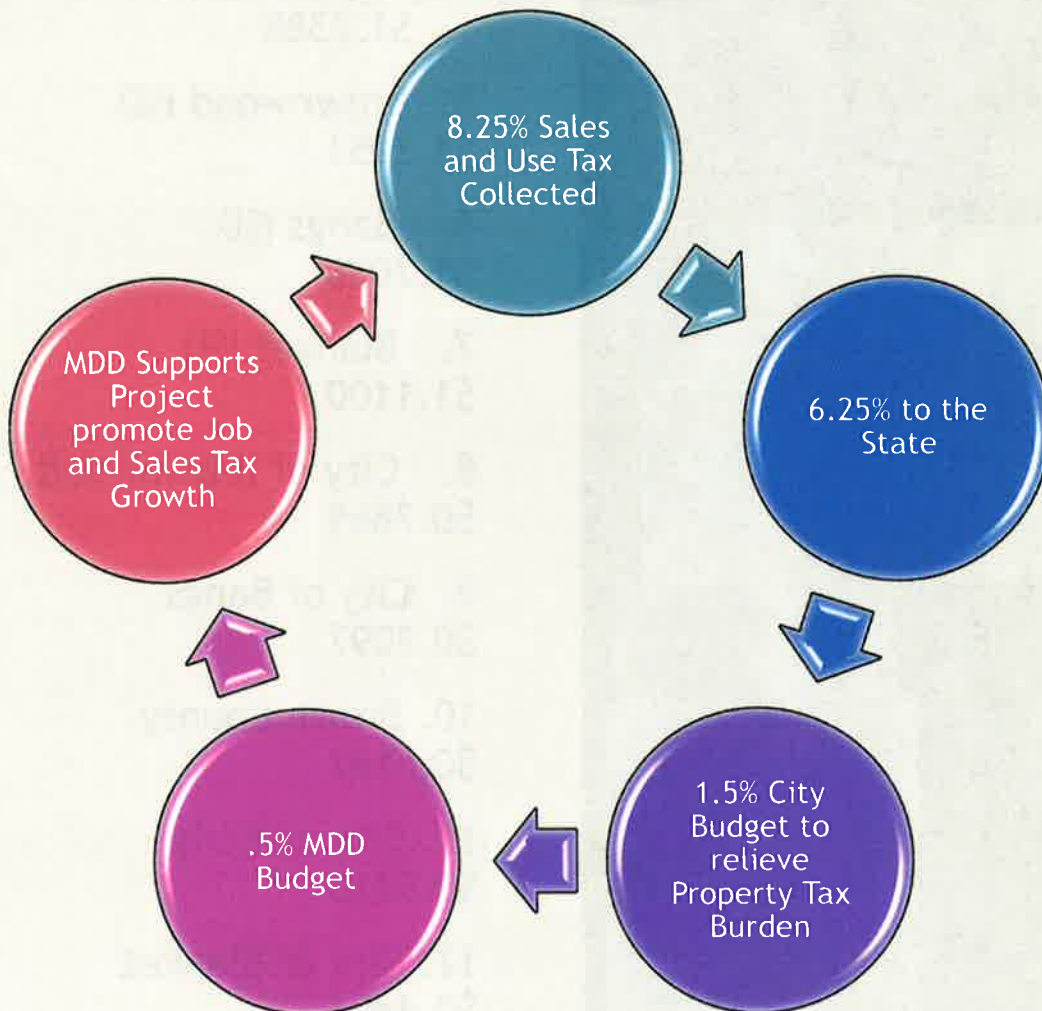 8.25% Sales
and Use Tax
Collected
6.25% to the
State
1.5% City
Budget to
relieve
Property Tax
Burden
.5% MDD
Budget
MDD Supports
Project
promote Job
and Sales Tax
Growth